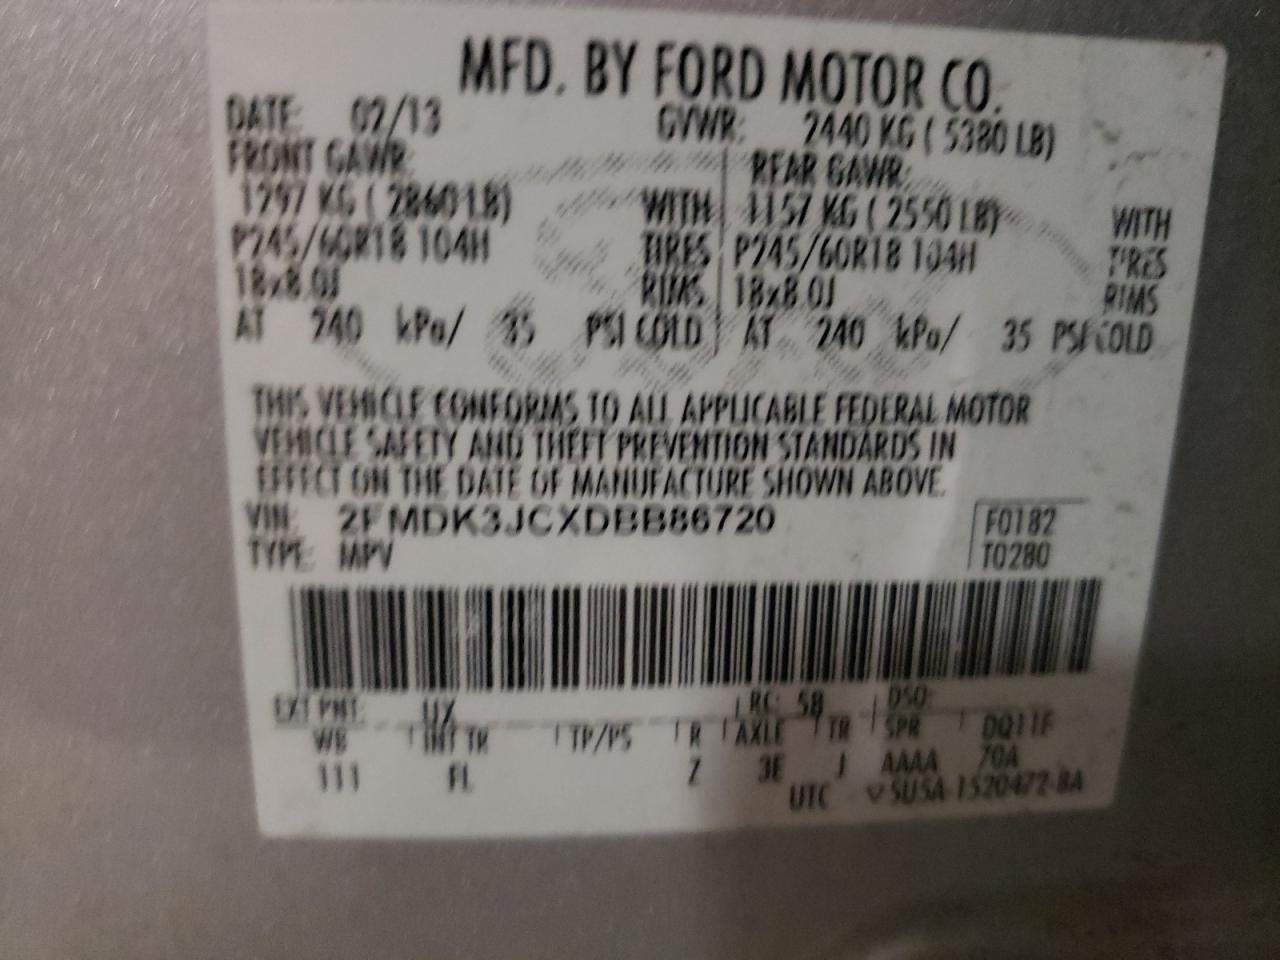 MFD. BY FORD MOTOR CO.
DATE: 02/13 GVWR: 2440 KG ( 5380 LB)
FRONT GAWR: REAR GAWR:
1297 KG ( 2860 LB) WITH 1157 KG ( 2550 LB) WITH
P245/60R18 104H TIRES P245/60R18 104H TIRES
18x8.0J RIMS 18x8.0J RIMS
AT 240 kPa/ 35 PSI COLD AT 240 kPa/ 35 PSI COLD
THIS VEHICLE CONFORMS TO ALL APPLICABLE FEDERAL MOTOR
VEHICLE SAFETY AND THEFT PREVENTION STANDARDS IN
EFFECT ON THE DATE OF MANUFACTURE SHOWN ABOVE.
VIN: 2FMDK3JCXDBB86720 F0182
TYPE: MPV T0280
EXT PNT: UX RC: 58 DSO:
WB INT TR TP/PS R AXLE TR SPR DQ11F
111 FL Z 3E J AAAA 70A
UTC ▽ 5U5A-1520472-BA